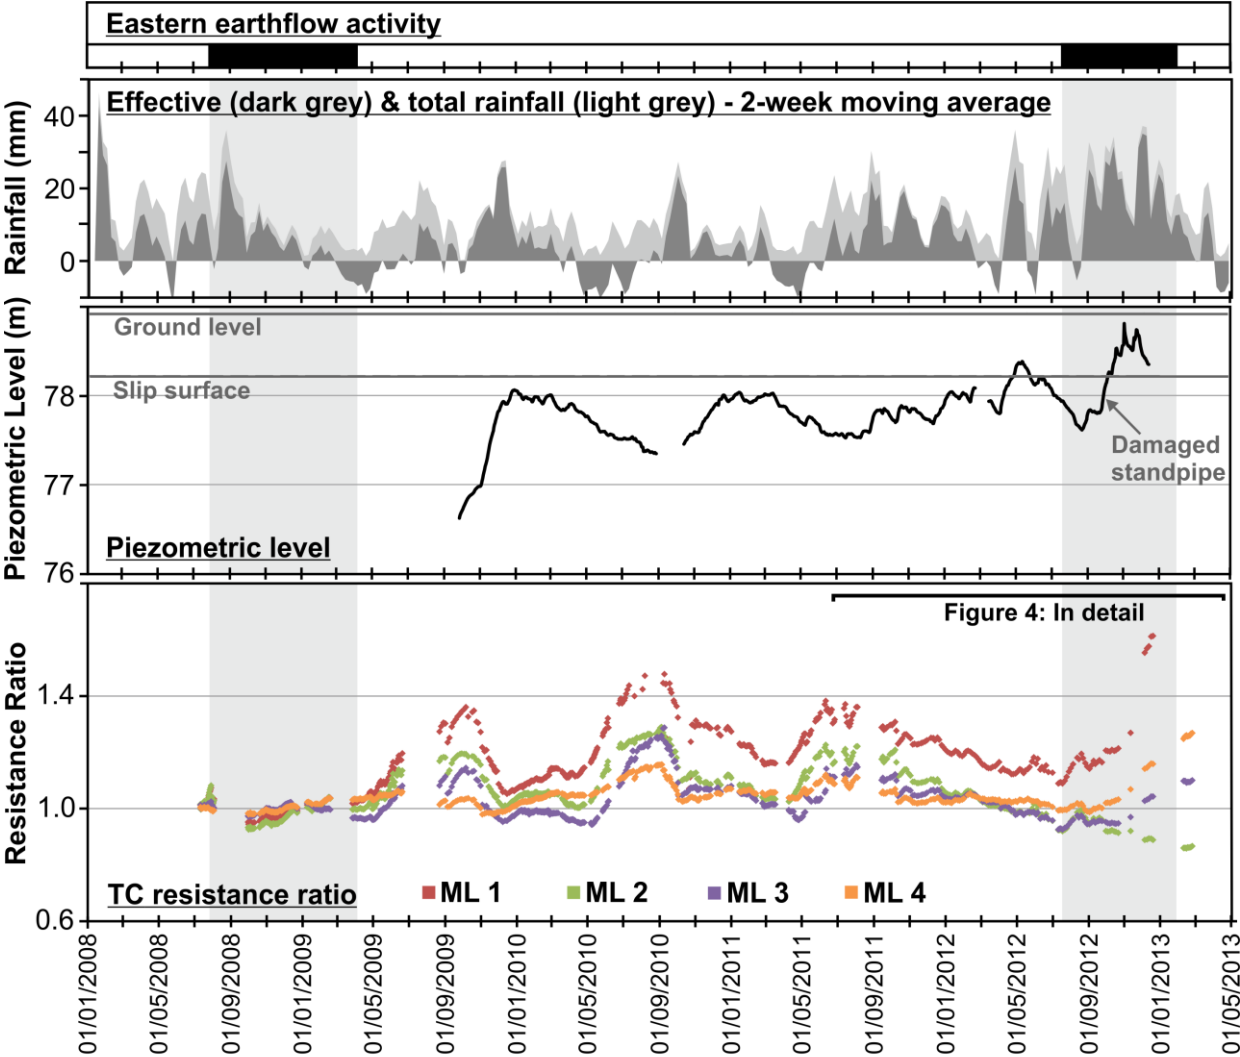 Eastern earthflow activity
Effective (dark grey) & total rainfall (light grey) - 2-week moving average
Rainfall (mm)
40
20
0
Piezometric Level (m)
Ground level
Slip surface
78
77
76
Damaged
standpipe
Piezometric level
Resistance Ratio
1.4
1.0
0.6
Figure 4: In detail
TC resistance ratio
ML 1
ML 2
ML 3
ML 4
01/01/2008
01/05/2008
01/09/2008
01/01/2009
01/05/2009
01/09/2009
01/01/2010
01/05/2010
01/09/2010
01/01/2011
01/05/2011
01/09/2011
01/01/2012
01/05/2012
01/09/2012
01/01/2013
01/05/2013